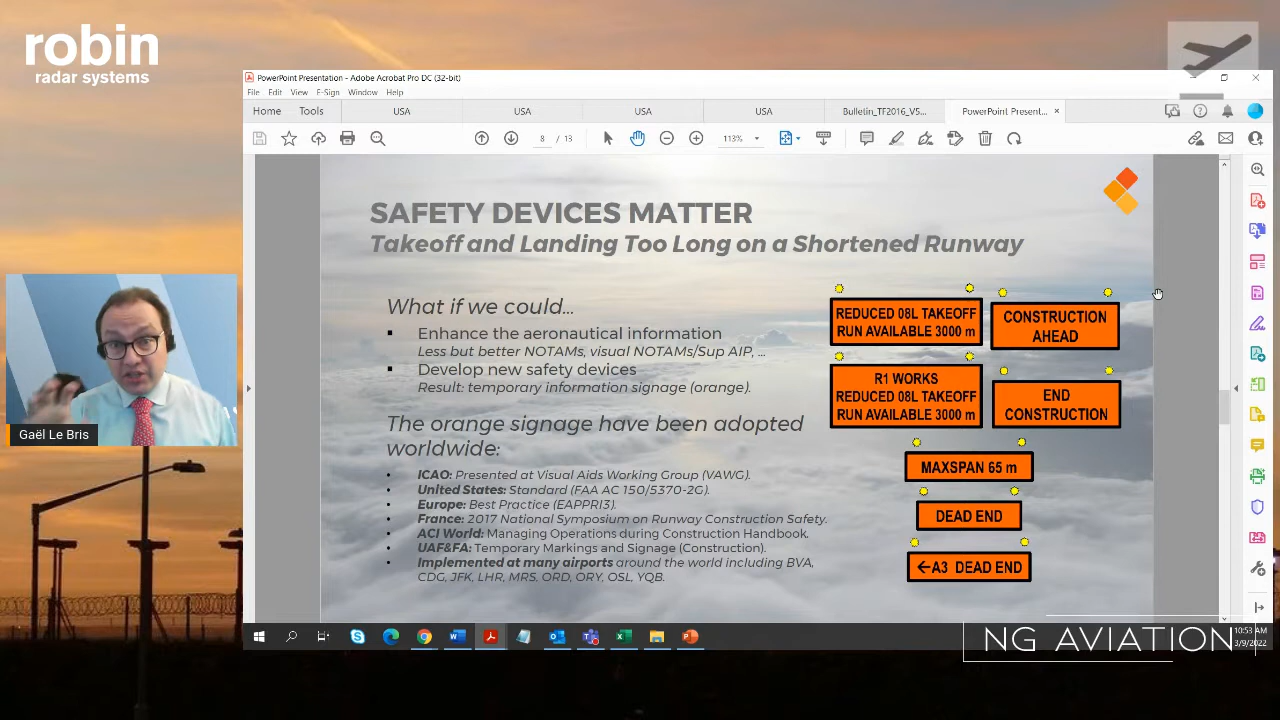 robin
radar systems
PowerPoint Presentation - Adobe Acrobat Pro DC (32-bit)
File Edit View E-Sign Window Help
Home Tools USA USA USA USA Bulletin_TF2016_V5... PowerPoint Present... ×
8 / 13 113%
SAFETY DEVICES MATTER
Takeoff and Landing Too Long on a Shortened Runway
What if we could...
▪ Enhance the aeronautical information
Less but better NOTAMs, visual NOTAMs/Sup AIP, ...
▪ Develop new safety devices
Result: temporary information signage (orange).
The orange signage have been adopted
worldwide:
• ICAO: Presented at Visual Aids Working Group (VAWG).
• United States: Standard (FAA AC 150/5370-2G).
• Europe: Best Practice (EAPPRI3).
• France: 2017 National Symposium on Runway Construction Safety.
• ACI World: Managing Operations during Construction Handbook.
• UAF&FA: Temporary Markings and Signage (Construction).
• Implemented at many airports around the world including BVA,
CDG, JFK, LHR, MRS, ORD, ORY, OSL, YQB.
REDUCED 08L TAKEOFF
RUN AVAILABLE 3000 m
CONSTRUCTION
AHEAD
R1 WORKS
REDUCED 08L TAKEOFF
RUN AVAILABLE 3000 m
END
CONSTRUCTION
MAXSPAN 65 m
DEAD END
←A3 DEAD END
Gaël Le Bris
NG AVIATION
10:53 AM
3/9/2022